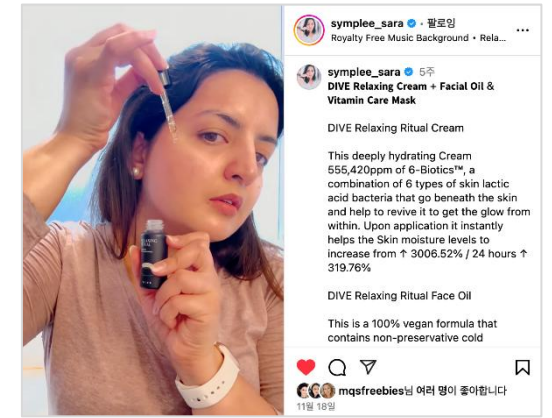 symplee_sara • 팔로잉
Royalty Free Music Background • Rela...
symplee_sara 5주
DIVE Relaxing Cream + Facial Oil &
Vitamin Care Mask
DIVE Relaxing Ritual Cream
This deeply hydrating Cream
555,420ppm of 6-Biotics™, a
combination of 6 types of skin lactic
acid bacteria that go beneath the skin
and help to revive it to get the glow from
within. Upon application it instantly
helps the Skin moisture levels to
increase from ↑ 3006.52% / 24 hours ↑
319.76%
DIVE Relaxing Ritual Face Oil
This is a 100% vegan formula that
contains non-preservative cold
mqsfreebies님 여러 명이 좋아합니다
11월 18일